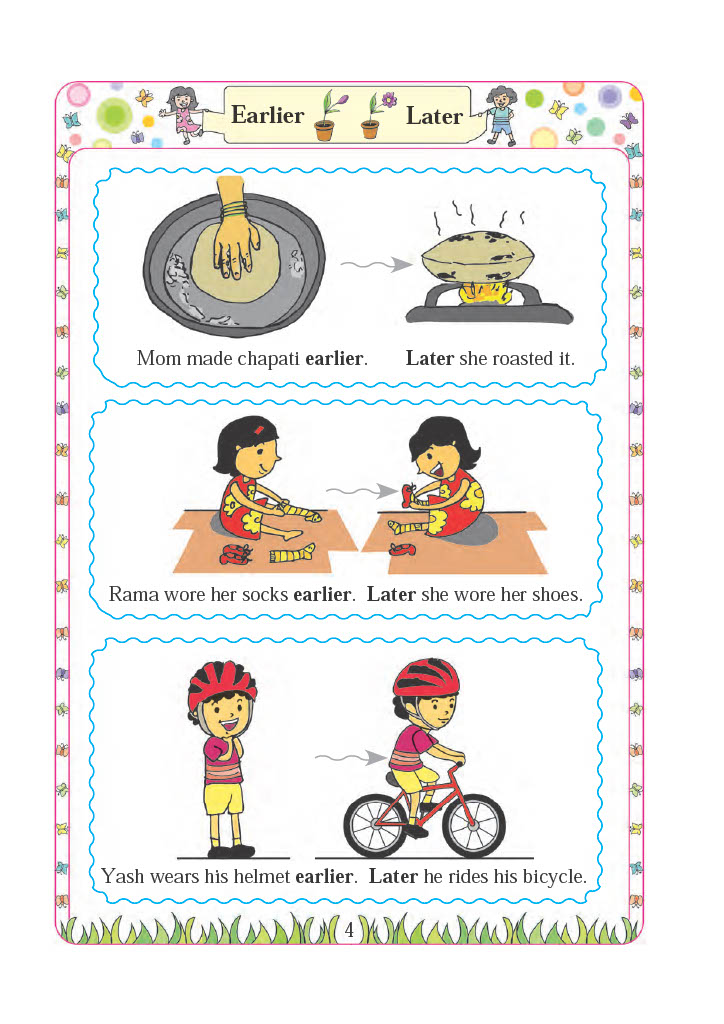 Earlier Later
Mom made chapati earlier. Later she roasted it.
Rama wore her socks earlier. Later she wore her shoes.
Yash wears his helmet earlier. Later he rides his bicycle.
4